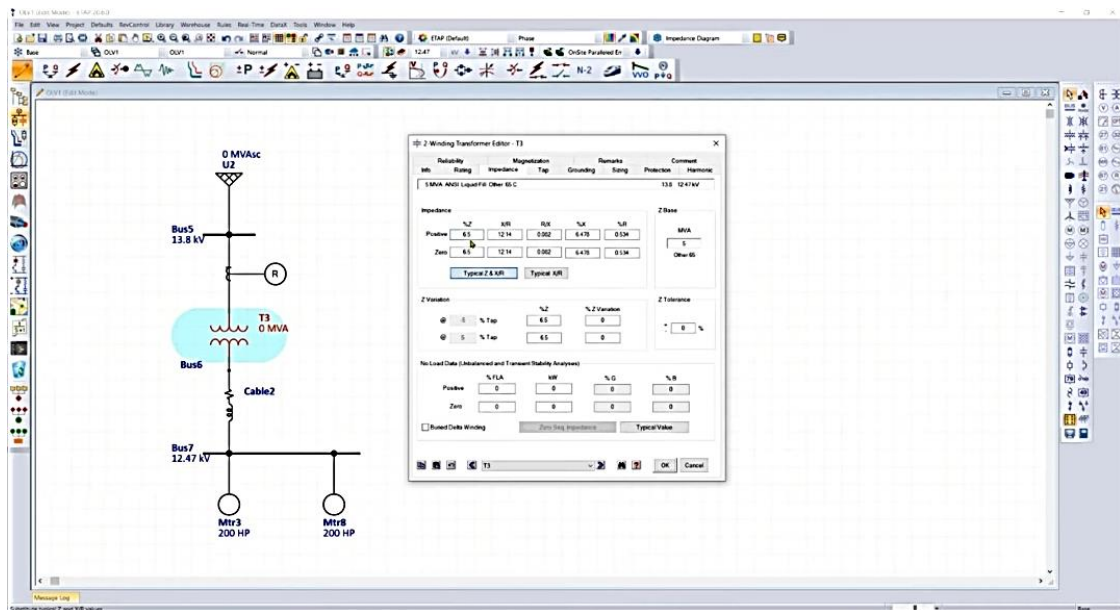 File Edit View Project Defaults RevControl Library Warehouse Rules Real-Time DataX Tools Window Help
ETAP (Default) Phase Impedance Diagram
Base OLV1 OLV1 Normal 12.47
N-2 VVO
0 MVAsc
U2
Bus5
13.8 kV
R
T3
0 MVA
Bus6
Cable2
Bus7
12.47 kV
Mtr3
200 HP
Mtr8
200 HP
2-Winding Transformer Editor - T3
Reliability Magnetization Remarks Comment
Info Rating Impedance Tap Grounding Sizing Protection Harmonic
5 MVA ANSI Liquid-Fill Other 65 C 13.8 12.47 kV
Impedance Z Base
%Z X/R R/X %X %R MVA
Positive 6.5 12.14 0.082 6.478 0.534 5
Zero 6.5 12.14 0.082 6.478 0.534 Other 65
Typical Z & X/R Typical X/R
Z Variation Z Tolerance
%Z % Z Variation
@ -5 % Tap 6.5 0
@ 5 % Tap 6.5 0
0 %
No Load Data (Unbalanced and Transient Stability Analyses)
% FLA kW % G % B
Positive 0 0 0 0
Zero 0 0 0 0
Buried Delta Winding Zero Seq. Impedance Typical Value
T3 OK Cancel
Message Log